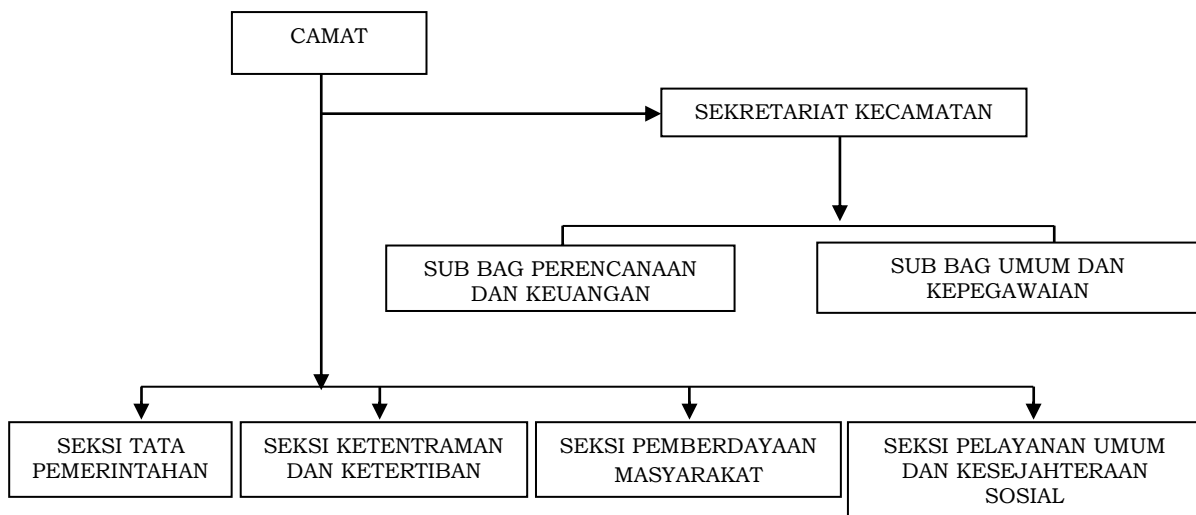 CAMAT
SEKRETARIAT KECAMATAN
SUB BAG PERENCANAAN
DAN KEUANGAN
SUB BAG UMUM DAN
KEPEGAWAIAN
SEKSI TATA
PEMERINTAHAN
SEKSI KETENTRAMAN
DAN KETERTIBAN
SEKSI PEMBERDAYAAN
MASYARAKAT
SEKSI PELAYANAN UMUM
DAN KESEJAHTERAAN
SOSIAL